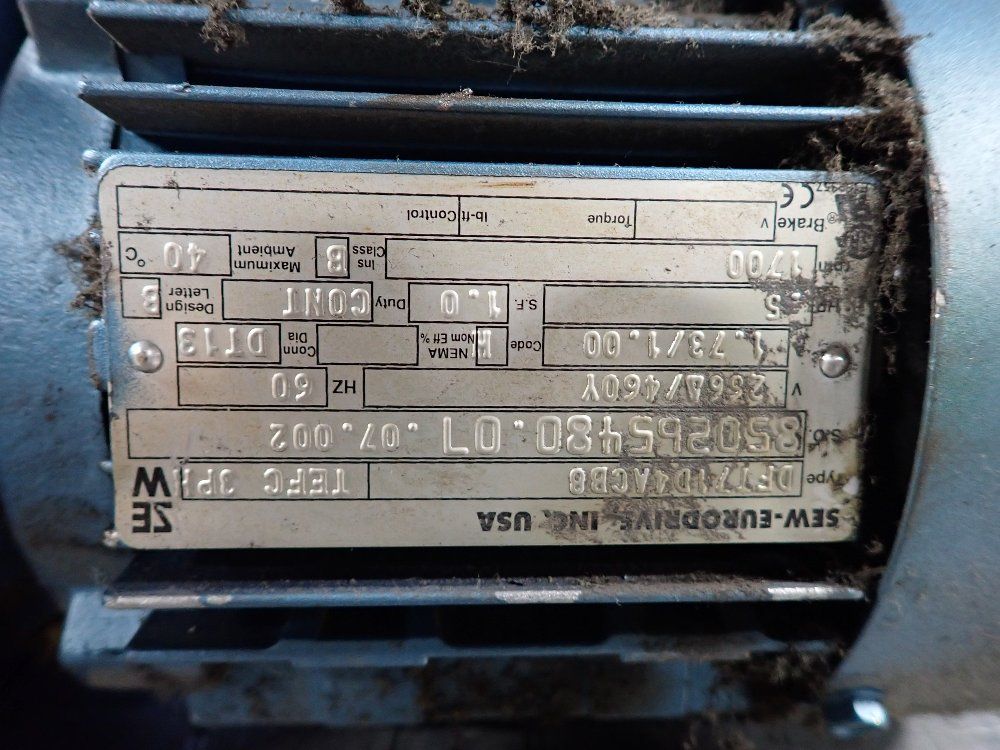 SEW-EURODRIVE, INC, USA
Type DFT71D4ACB8 TEFC 3PH SEW
S.O. 850265480.07 .07.002
V 266Δ/460Y HZ 60
1.73/1.00 Code K NEMA Nom Eff % Conn Dia DT13
HP .5 S.F. 1.0 Duty CONT Design Letter B
rpm 1700 Ins Class B Maximum Ambient 40 °C
Brake® V Torque lb-ft Control
CE